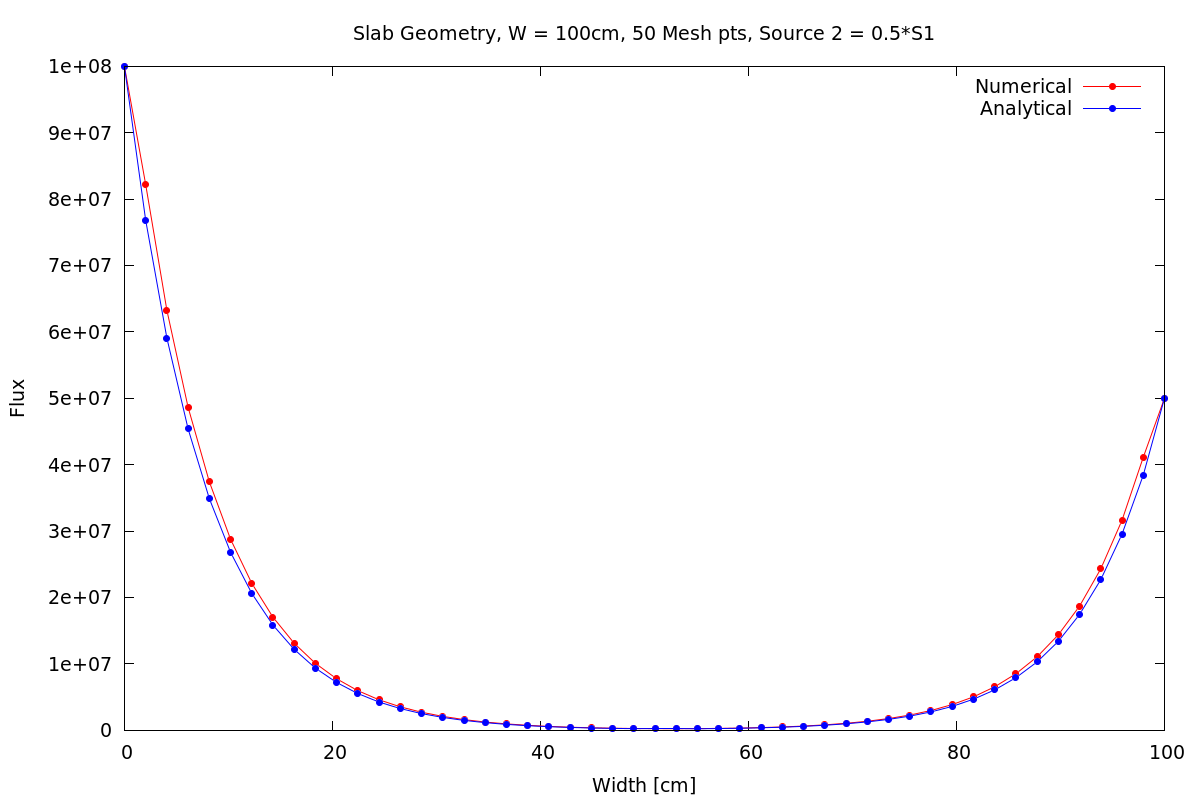 Slab Geometry, W = 100cm, 50 Mesh pts, Source 2 = 0.5*S1
1e+08
9e+07
8e+07
7e+07
6e+07
5e+07
4e+07
3e+07
2e+07
1e+07
0
Flux
Numerical
Analytical
0 20 40 60 80 100
Width [cm]